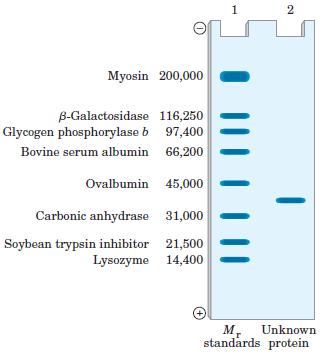 1 2
⊖
Myosin 200,000
β-Galactosidase 116,250
Glycogen phosphorylase b 97,400
Bovine serum albumin 66,200
Ovalbumin 45,000
Carbonic anhydrase 31,000
Soybean trypsin inhibitor 21,500
Lysozyme 14,400
⊕
Mr Unknown
standards protein